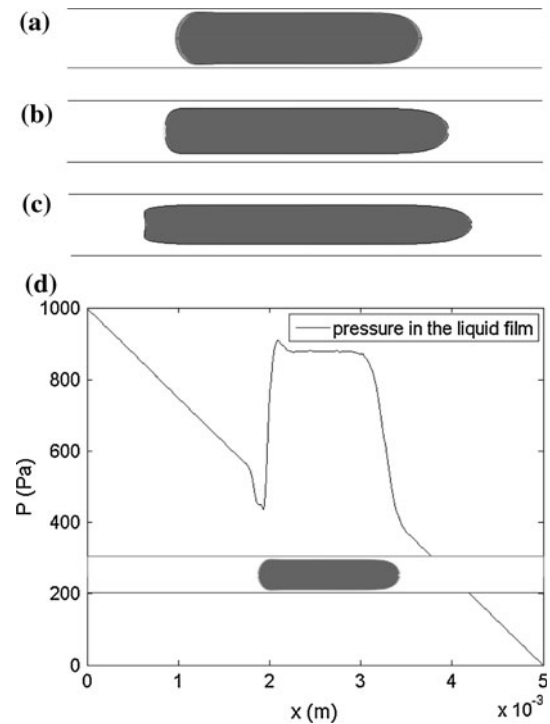 (a)
(b)
(c)
(d)
1000
pressure in the liquid film
800
600
400
200
0
P (Pa)
0 1 2 3 4 5
x (m) x 10⁻³